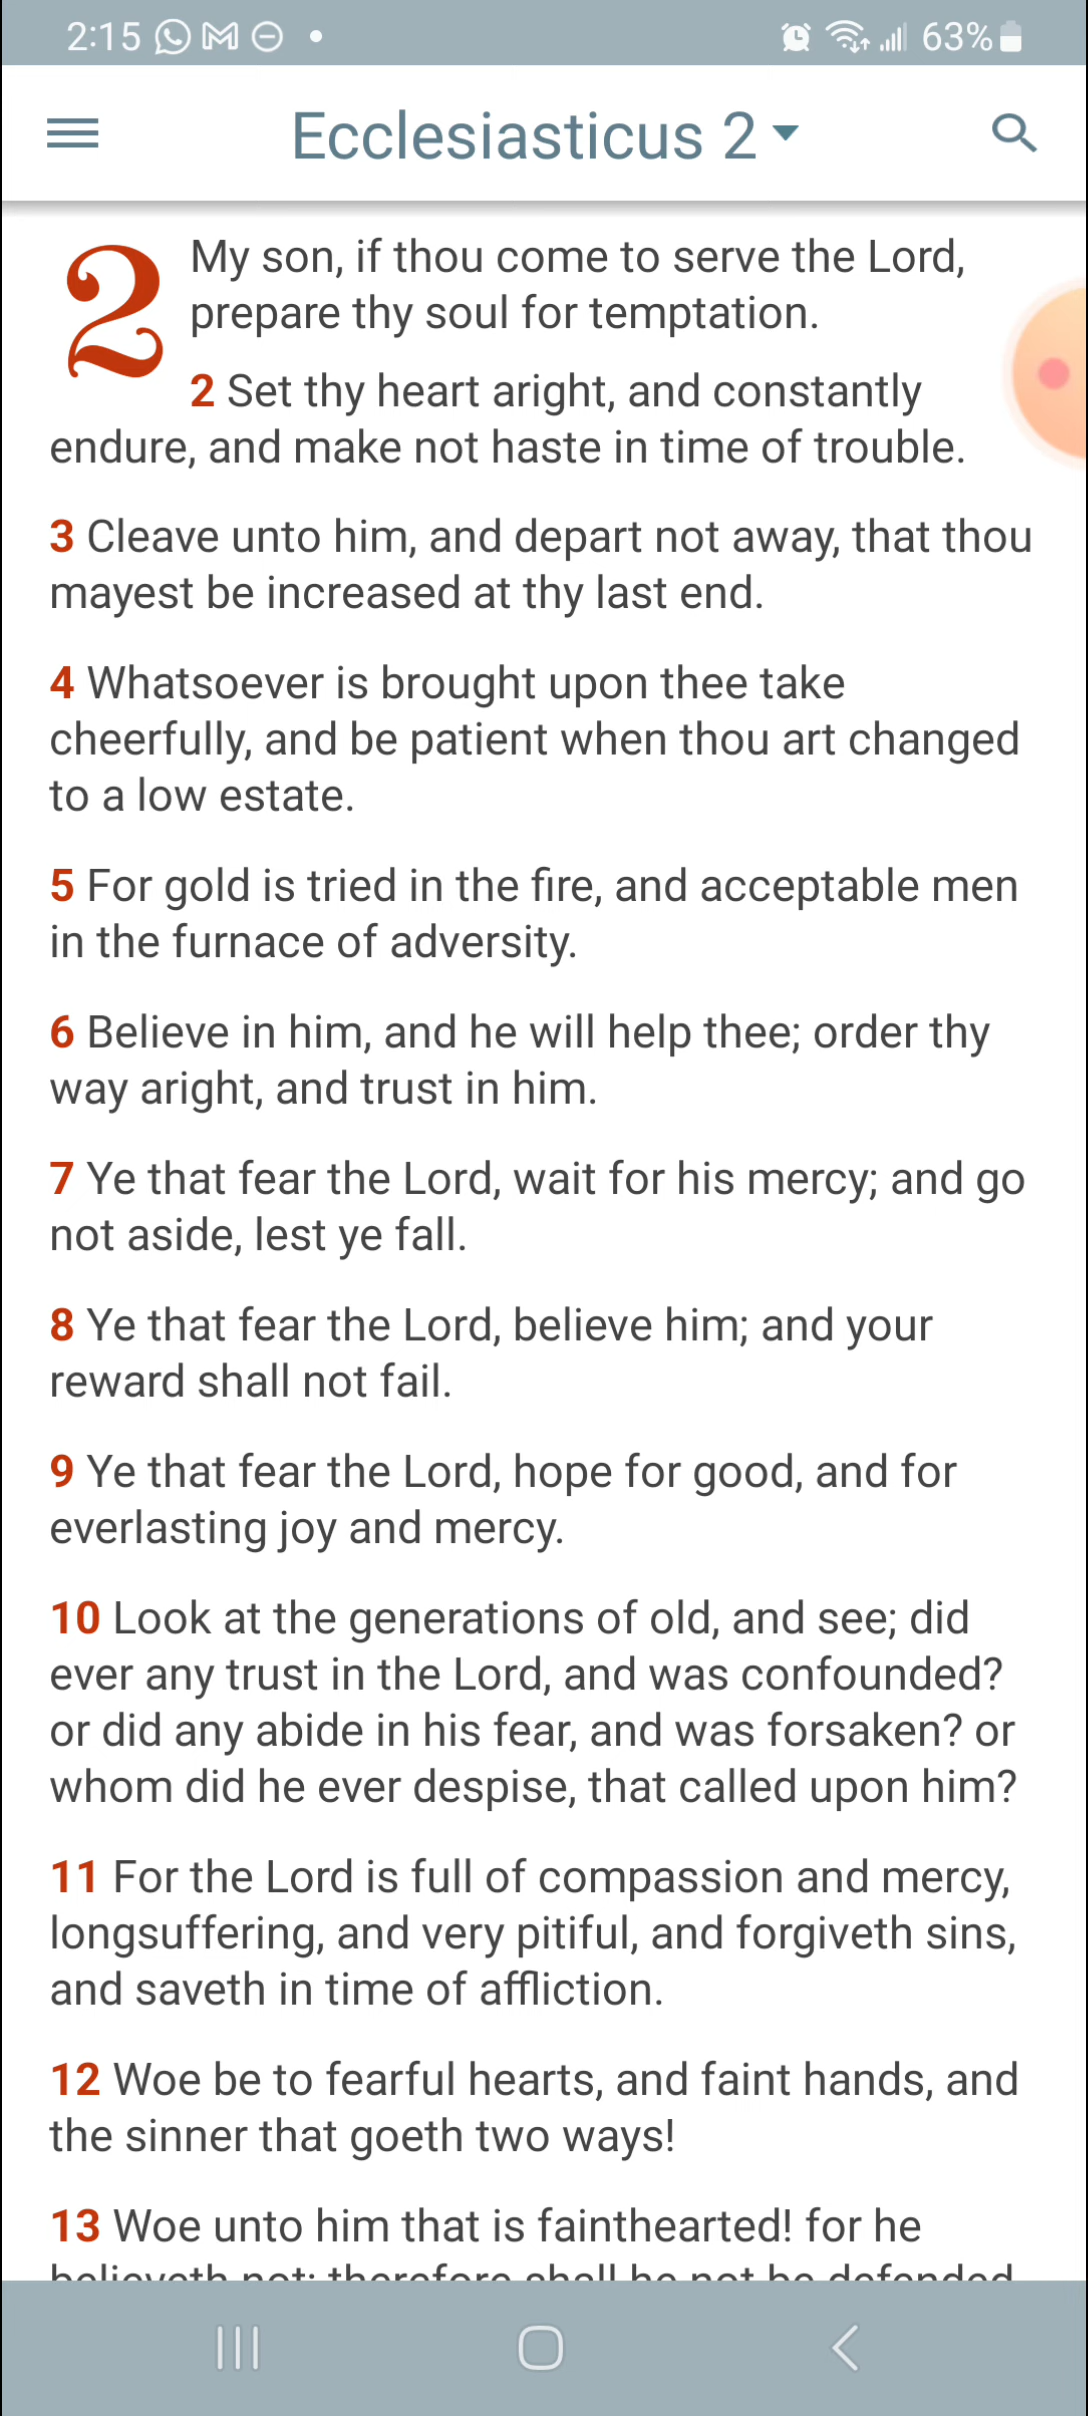 2:15 63%
Ecclesiasticus 2
2 My son, if thou come to serve the Lord,
prepare thy soul for temptation.
2 Set thy heart aright, and constantly
endure, and make not haste in time of trouble.
3 Cleave unto him, and depart not away, that thou
mayest be increased at thy last end.
4 Whatsoever is brought upon thee take
cheerfully, and be patient when thou art changed
to a low estate.
5 For gold is tried in the fire, and acceptable men
in the furnace of adversity.
6 Believe in him, and he will help thee; order thy
way aright, and trust in him.
7 Ye that fear the Lord, wait for his mercy; and go
not aside, lest ye fall.
8 Ye that fear the Lord, believe him; and your
reward shall not fail.
9 Ye that fear the Lord, hope for good, and for
everlasting joy and mercy.
10 Look at the generations of old, and see; did
ever any trust in the Lord, and was confounded?
or did any abide in his fear, and was forsaken? or
whom did he ever despise, that called upon him?
11 For the Lord is full of compassion and mercy,
longsuffering, and very pitiful, and forgiveth sins,
and saveth in time of affliction.
12 Woe be to fearful hearts, and faint hands, and
the sinner that goeth two ways!
13 Woe unto him that is fainthearted! for he
believeth not; therefore shall he not be defended